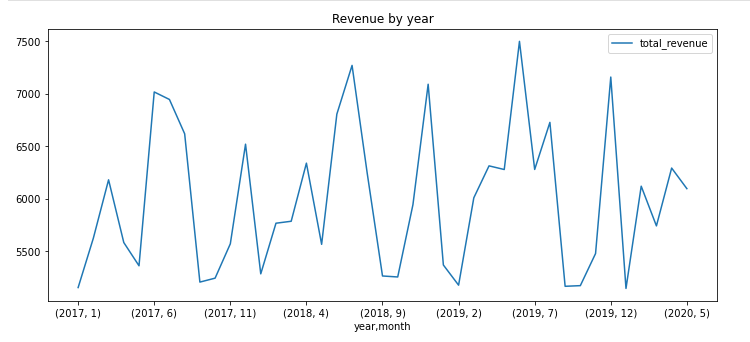 Revenue by year
total_revenue
7500
7000
6500
6000
5500
(2017, 1) (2017, 6) (2017, 11) (2018, 4) (2018, 9) (2019, 2) (2019, 7) (2019, 12) (2020, 5)
year,month